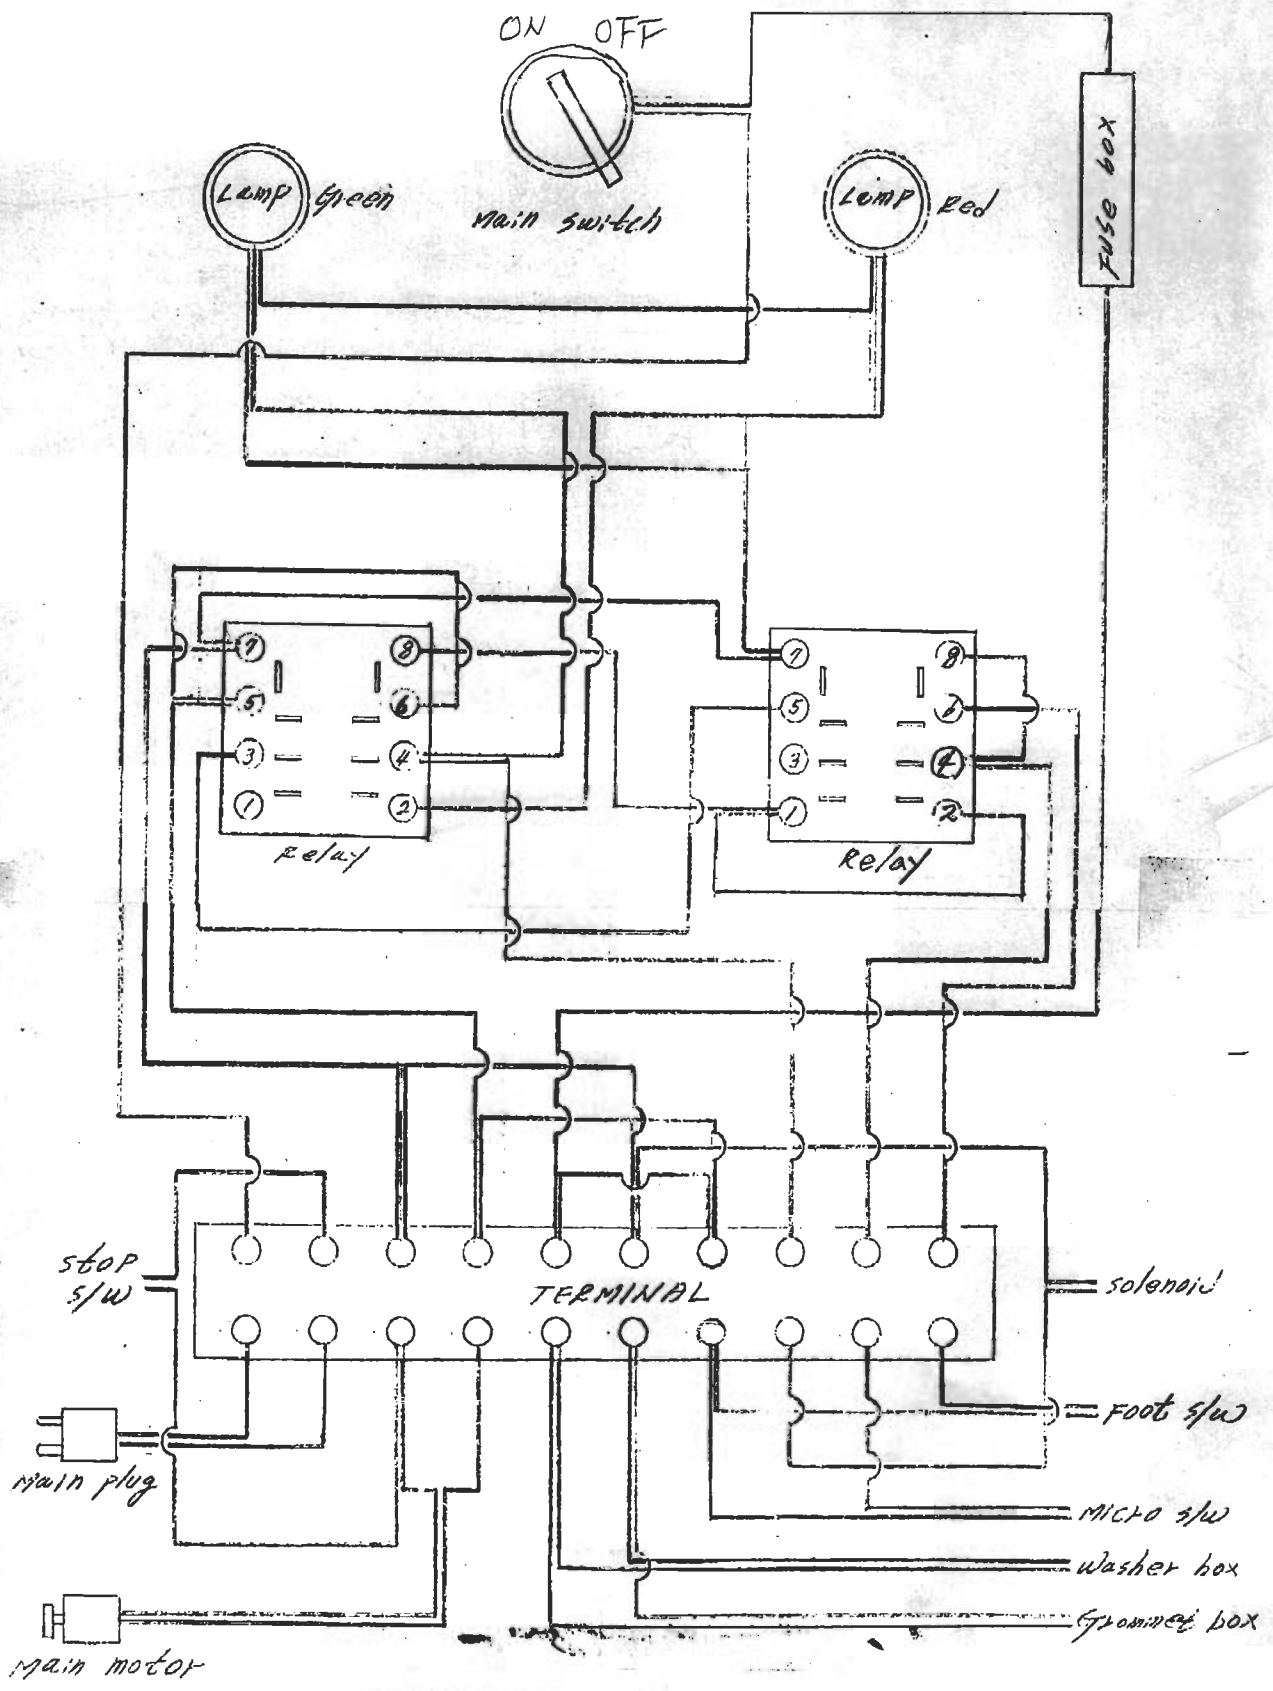 ON OFF
Fuse box
Lamp Green
Main switch
Lamp Red
7 8
5 6
3 4
1 2
Relay
7 8
5 6
3 4
1 2
Relay
Stop
s/w
TERMINAL
Solenoid
Foot s/w
Main plug
Micro s/w
Washer box
Grommet box
Main motor